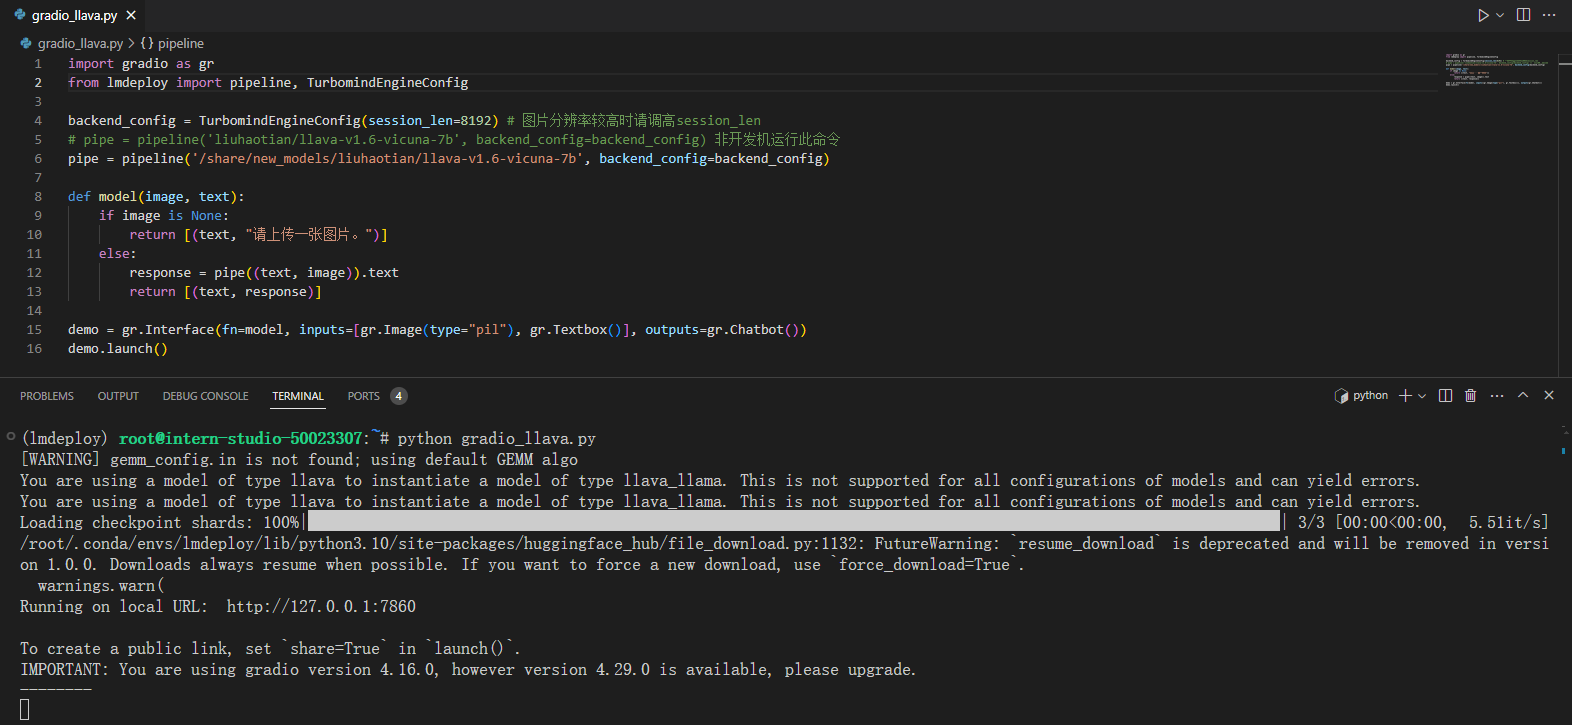 gradio_llava.py
gradio_llava.py > {} pipeline
1 import gradio as gr
2 from lmdeploy import pipeline, TurbomindEngineConfig
3
4 backend_config = TurbomindEngineConfig(session_len=8192) # 图片分辨率较高时请调高session_len
5 # pipe = pipeline('liuhaotian/llava-v1.6-vicuna-7b', backend_config=backend_config) 非开发机运行此命令
6 pipe = pipeline('/share/new_models/liuhaotian/llava-v1.6-vicuna-7b', backend_config=backend_config)
7
8 def model(image, text):
9     if image is None:
10         return [(text, "请上传一张图片。")]
11     else:
12         response = pipe((text, image)).text
13         return [(text, response)]
14
15 demo = gr.Interface(fn=model, inputs=[gr.Image(type="pil"), gr.Textbox()], outputs=gr.Chatbot())
16 demo.launch()
PROBLEMS OUTPUT DEBUG CONSOLE TERMINAL PORTS 4 python
(lmdeploy) root@intern-studio-50023307:~# python gradio_llava.py
[WARNING] gemm_config.in is not found; using default GEMM algo
You are using a model of type llava to instantiate a model of type llava_llama. This is not supported for all configurations of models and can yield errors.
You are using a model of type llava to instantiate a model of type llava_llama. This is not supported for all configurations of models and can yield errors.
Loading checkpoint shards: 100%| | 3/3 [00:00<00:00, 5.51it/s]
/root/.conda/envs/lmdeploy/lib/python3.10/site-packages/huggingface_hub/file_download.py:1132: FutureWarning: `resume_download` is deprecated and will be removed in versi
on 1.0.0. Downloads always resume when possible. If you want to force a new download, use `force_download=True`.
  warnings.warn(
Running on local URL:  http://127.0.0.1:7860

To create a public link, set `share=True` in `launch()`.
IMPORTANT: You are using gradio version 4.16.0, however version 4.29.0 is available, please upgrade.
--------